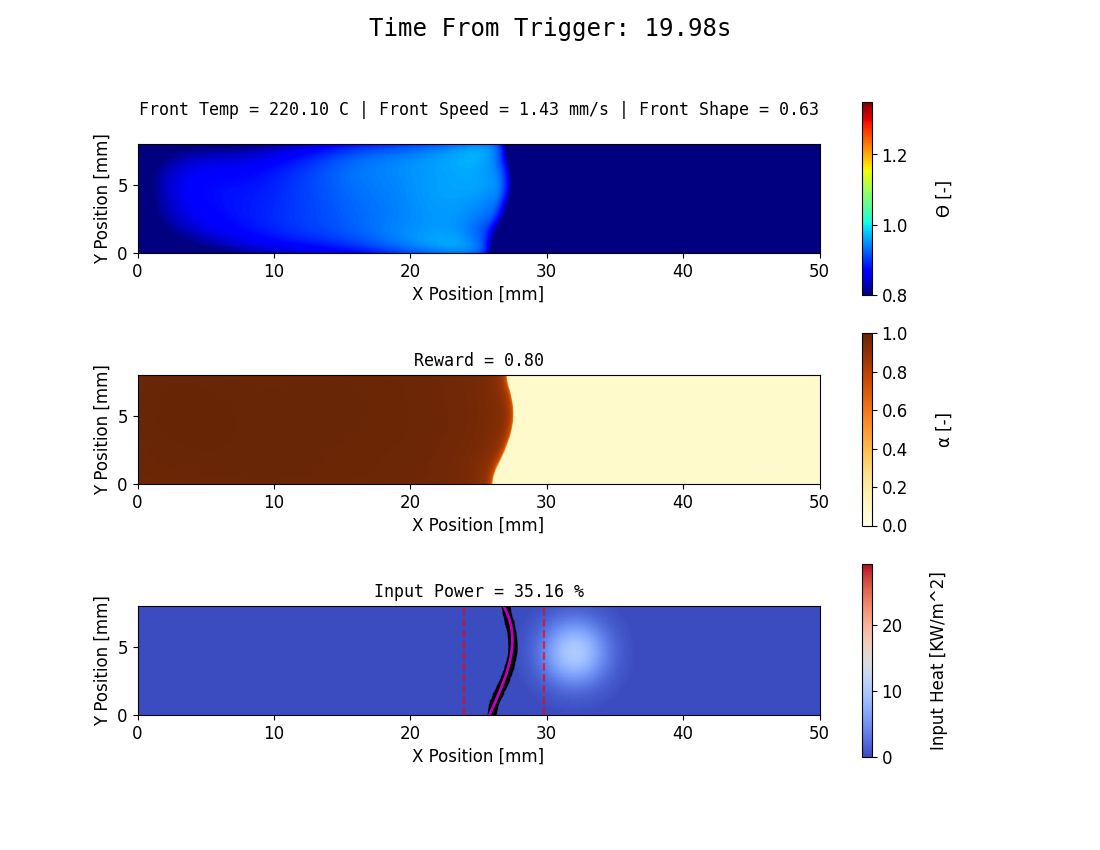 Time From Trigger: 19.98s
Front Temp = 220.10 C | Front Speed = 1.43 mm/s | Front Shape = 0.63
Y Position [mm]
5
0
0 10 20 30 40 50
X Position [mm]
1.2
1.0
0.8
Θ [-]
Reward = 0.80
Y Position [mm]
5
0
0 10 20 30 40 50
X Position [mm]
1.0
0.8
0.6
0.4
0.2
0.0
α [-]
Input Power = 35.16 %
Y Position [mm]
5
0
0 10 20 30 40 50
X Position [mm]
20
10
0
Input Heat [KW/m^2]